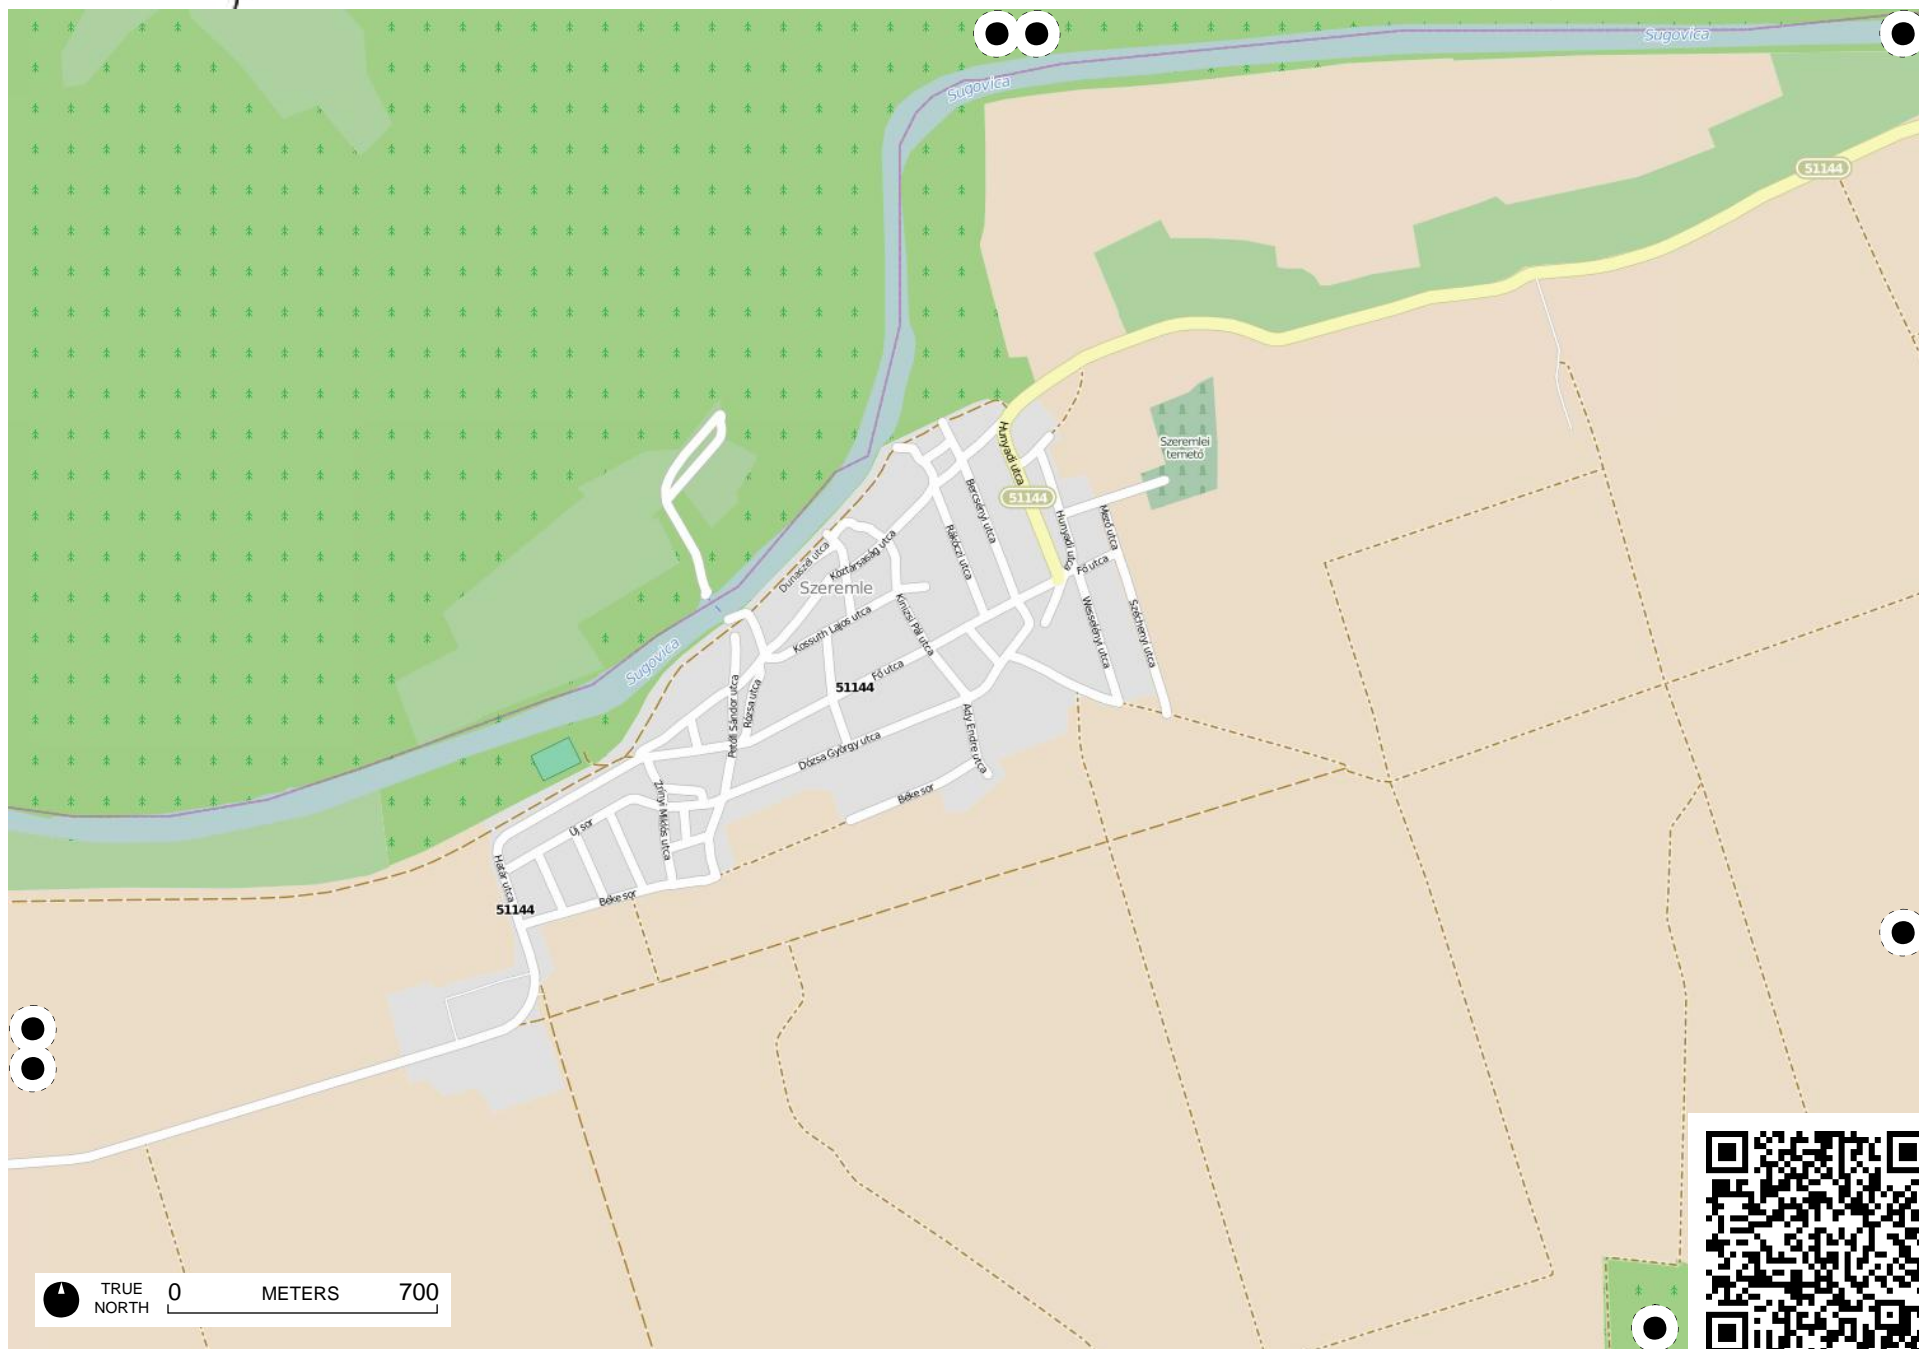 Sugovica
Sugovica
51144
Hunyadi utca
Szeremlei
temető
51144
Bercsényi utca
Rákóczi utca
Hunyadi utca
Mező utca
Dunaszél utca
Köztársaság utca
Fő utca
Szeremle
Kossuth Lajos utca
Kinizsi Pál utca
Wesselényi utca
Széchenyi utca
Sugovica
Fő utca
51144
Petőfi Sándor utca
Rózsa utca
Ady Endre utca
Dózsa György utca
Zrínyi Miklós utca
Béke sor
Új sor
Határ utca
Béke sor
51144
TRUE
NORTH
0 METERS 700